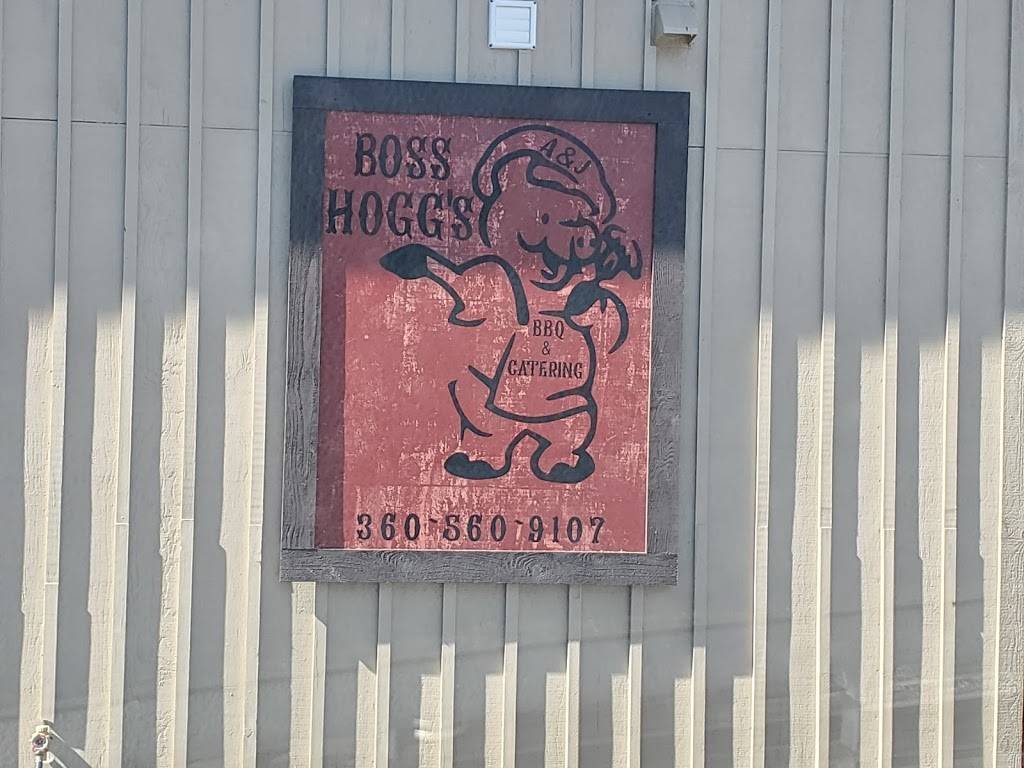 BOSS
HOGG'S
A&J
BBQ
&
CATERING
360-560-9107